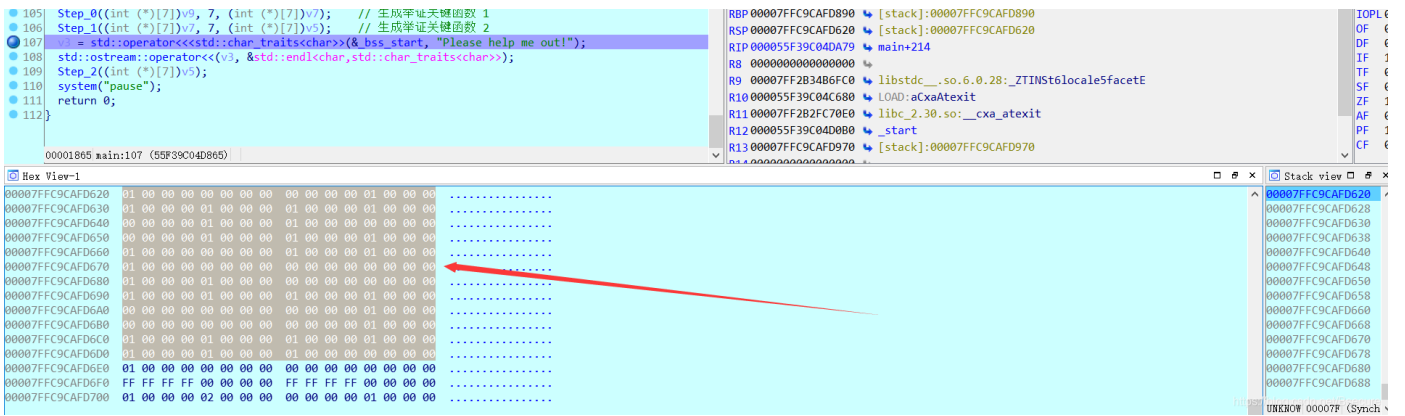 105 Step_0((int (*)[7])v9, 7, (int (*)[7])v7); // 生成举证关键函数 1
106 Step_1((int (*)[7])v7, 7, (int (*)[7])v5); // 生成举证关键函数 2
107 v3 = std::operator<<<std::char_traits<char>>(&_bss_start, "Please help me out!");
108 std::ostream::operator<<(v3, &std::endl<char,std::char_traits<char>>);
109 Step_2((int (*)[7])v5);
110 system("pause");
111 return 0;
112 }
00001865 main:107 (55F39C04D865)
RBP 00007FFC9CAFD890 [stack]:00007FFC9CAFD890
RSP 00007FFC9CAFD620 [stack]:00007FFC9CAFD620
RIP 000055F39C04DA79 main+214
R8 0000000000000000
R9 00007FF2B34B6FC0 libstdc__.so.6.0.28:_ZTINSt6locale5facetE
R10 000055F39C04C680 LOAD:aCxaAtexit
R11 00007FF2B2FC70E0 libc_2.30.so:__cxa_atexit
R12 000055F39C04D0B0 _start
R13 00007FFC9CAFD970 [stack]:00007FFC9CAFD970
IOPL
OF
DF
IF
TF
SF
ZF
AF
PF
CF
Hex View-1
00007FFC9CAFD620 01 00 00 00 00 00 00 00 00 00 00 00 01 00 00 00 ................
00007FFC9CAFD630 01 00 00 00 01 00 00 00 01 00 00 00 01 00 00 00 ................
00007FFC9CAFD640 00 00 00 00 01 00 00 00 00 00 00 00 01 00 00 00 ................
00007FFC9CAFD650 00 00 00 00 01 00 00 00 01 00 00 00 01 00 00 00 ................
00007FFC9CAFD660 01 00 00 00 00 00 00 00 01 00 00 00 01 00 00 00 ................
00007FFC9CAFD670 01 00 00 00 00 00 00 00 00 00 00 00 00 00 00 00 ................
00007FFC9CAFD680 01 00 00 00 01 00 00 00 00 00 00 00 01 00 00 00 ................
00007FFC9CAFD690 01 00 00 00 01 00 00 00 01 00 00 00 01 00 00 00 ................
00007FFC9CAFD6A0 00 00 00 00 00 00 00 00 00 00 00 00 01 00 00 00 ................
00007FFC9CAFD6B0 00 00 00 00 00 00 00 00 00 00 00 00 01 00 00 00 ................
00007FFC9CAFD6C0 01 00 00 00 01 00 00 00 01 00 00 00 01 00 00 00 ................
00007FFC9CAFD6D0 01 00 00 00 01 00 00 00 01 00 00 00 00 00 00 00 ................
00007FFC9CAFD6E0 01 00 00 00 00 00 00 00 00 00 00 00 00 00 00 00 ................
00007FFC9CAFD6F0 FF FF FF FF 00 00 00 00 FF FF FF FF 00 00 00 00 ................
00007FFC9CAFD700 01 00 00 00 02 00 00 00 00 00 00 00 01 00 00 00 ................
Stack view
00007FFC9CAFD620
00007FFC9CAFD628
00007FFC9CAFD630
00007FFC9CAFD638
00007FFC9CAFD640
00007FFC9CAFD648
00007FFC9CAFD650
00007FFC9CAFD658
00007FFC9CAFD660
00007FFC9CAFD668
00007FFC9CAFD670
00007FFC9CAFD678
00007FFC9CAFD680
00007FFC9CAFD688
UNKNOW 00007F (Synch